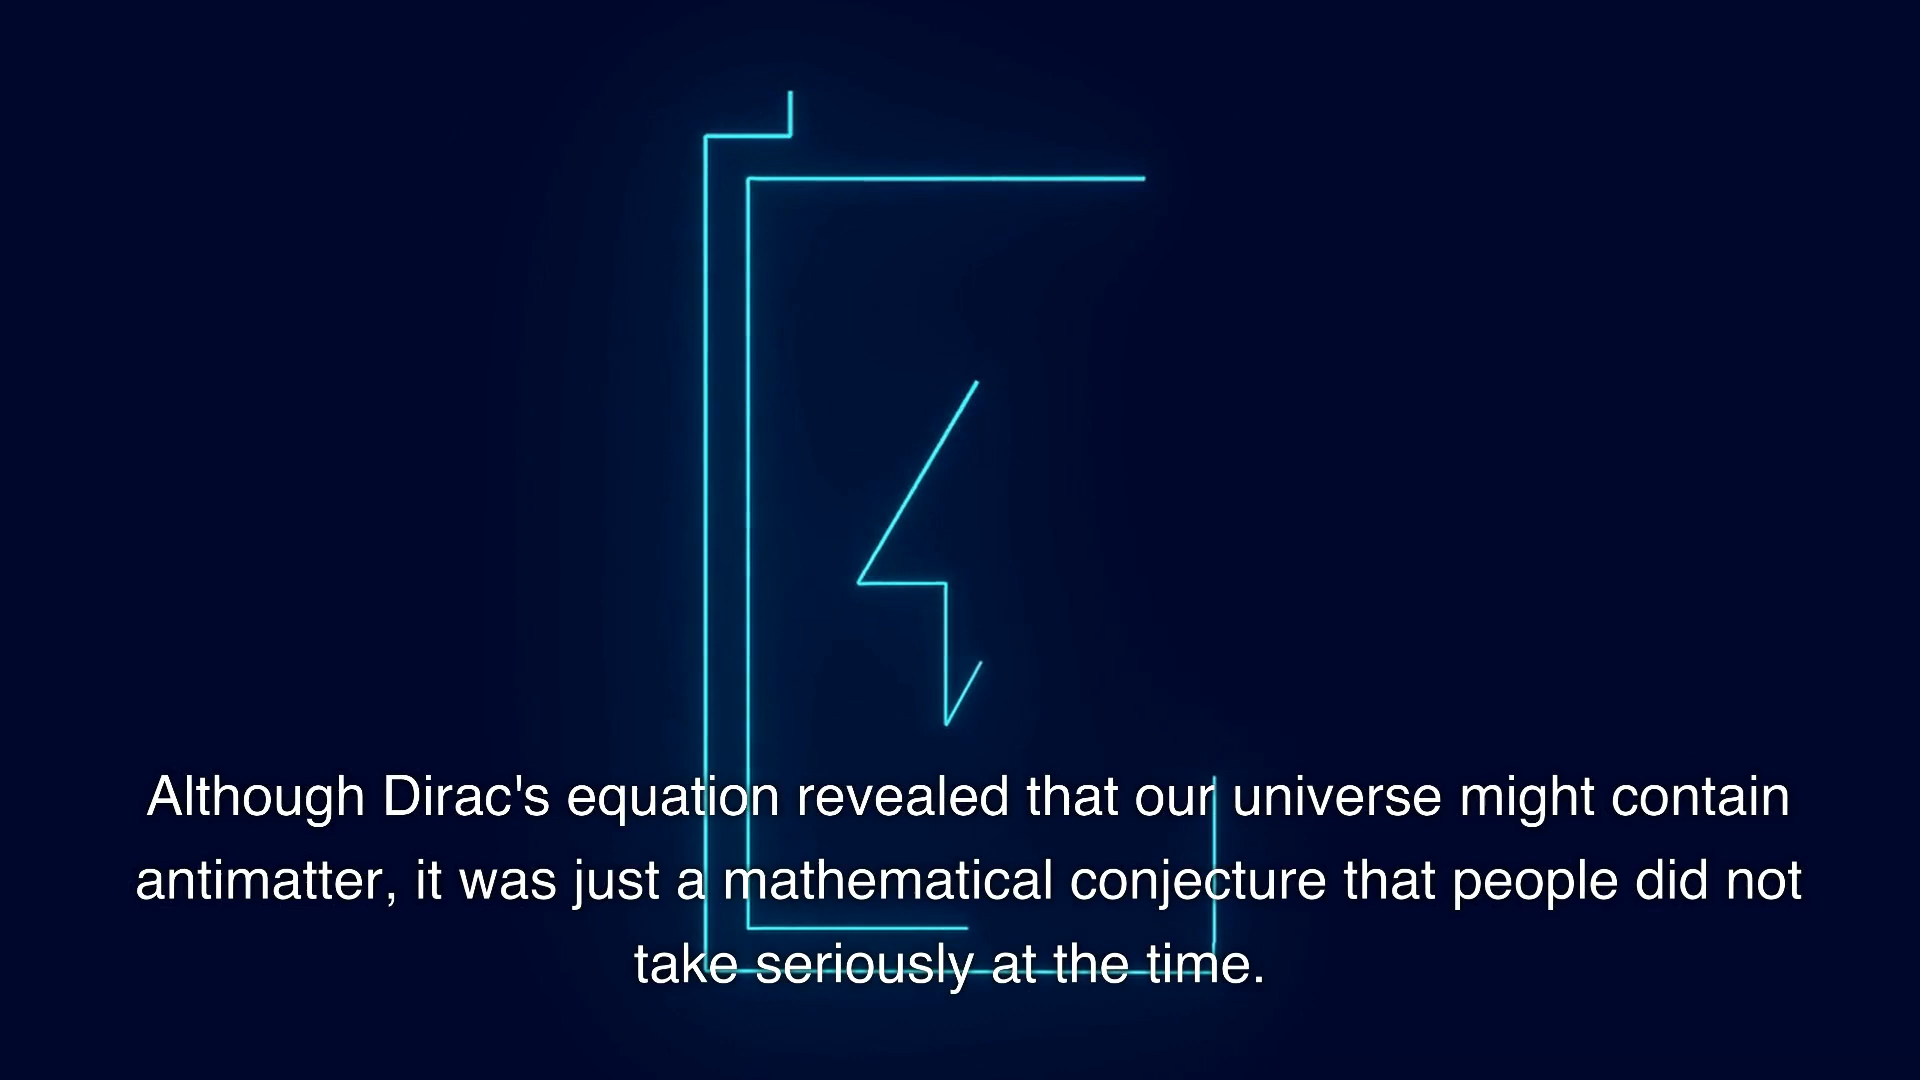 Although Dirac's equation revealed that our universe might contain
antimatter, it was just a mathematical conjecture that people did not
take seriously at the time.